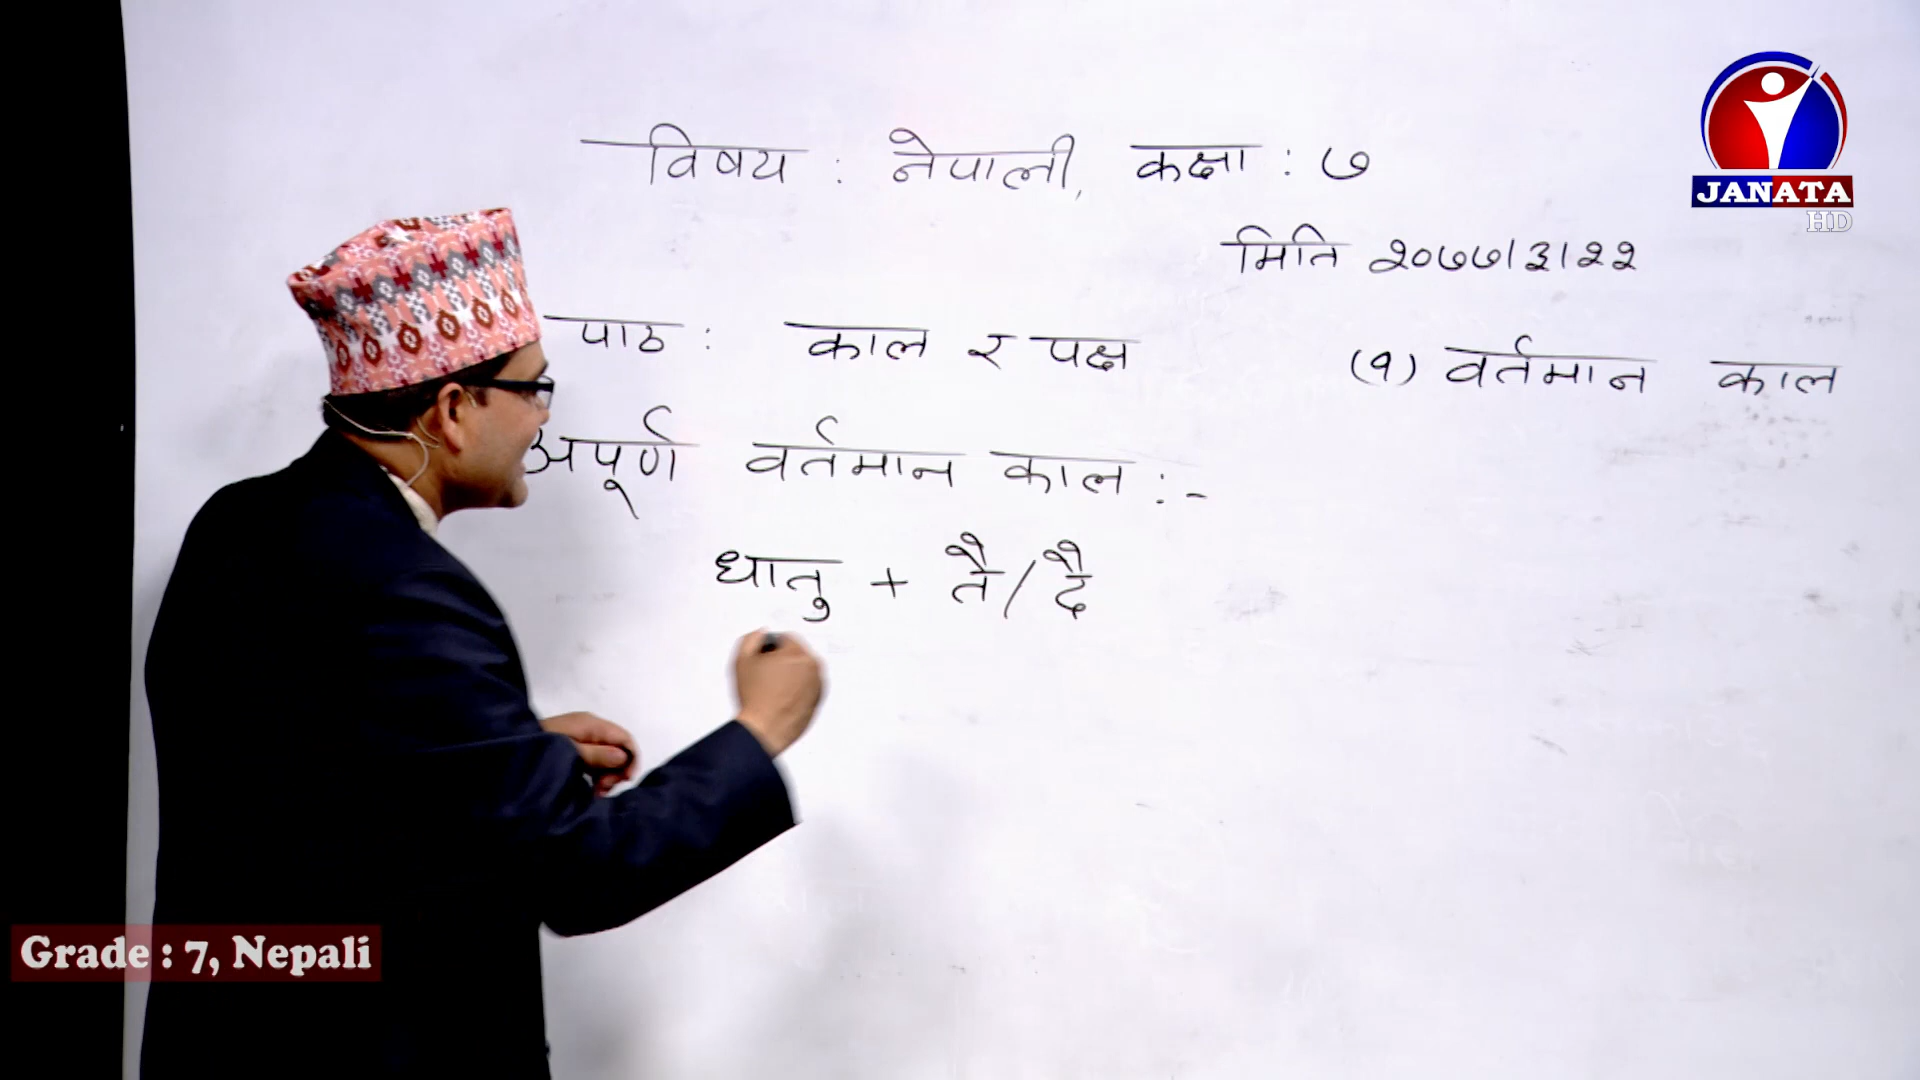 विषय : नेपाली, कक्षा : ७
JANATA
HD
मिति २०७७।३।२२
पाठ : काल र पक्ष
(१) वर्तमान काल
अपूर्ण वर्तमान काल :-
धातु + तै/दै
Grade : 7, Nepali